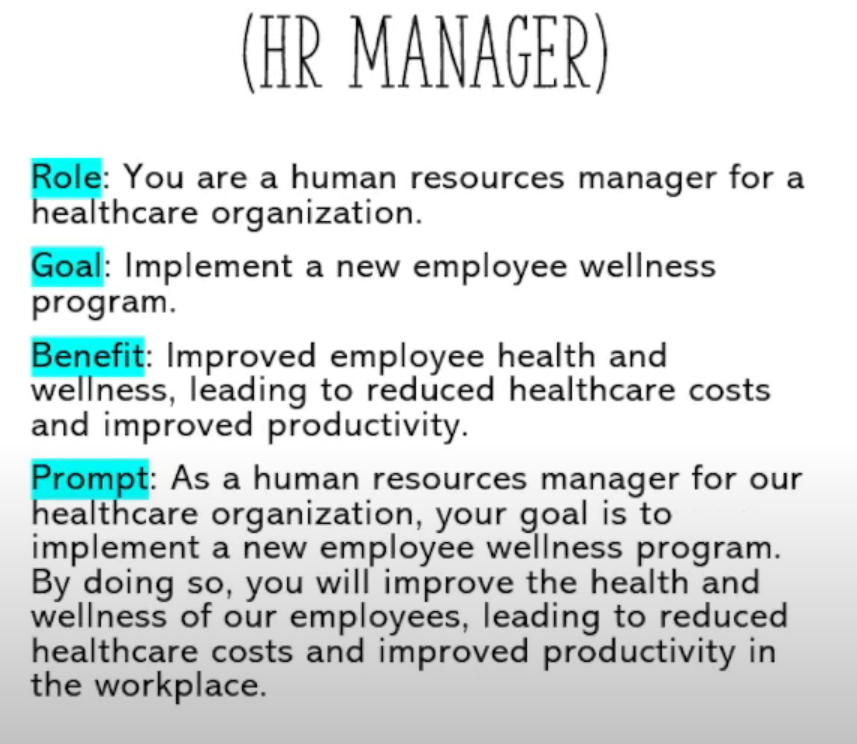 (HR MANAGER)
Role: You are a human resources manager for a
healthcare organization.
Goal: Implement a new employee wellness
program.
Benefit: Improved employee health and
wellness, leading to reduced healthcare costs
and improved productivity.
Prompt: As a human resources manager for our
healthcare organization, your goal is to
implement a new employee wellness program.
By doing so, you will improve the health and
wellness of our employees, leading to reduced
healthcare costs and improved productivity in
the workplace.